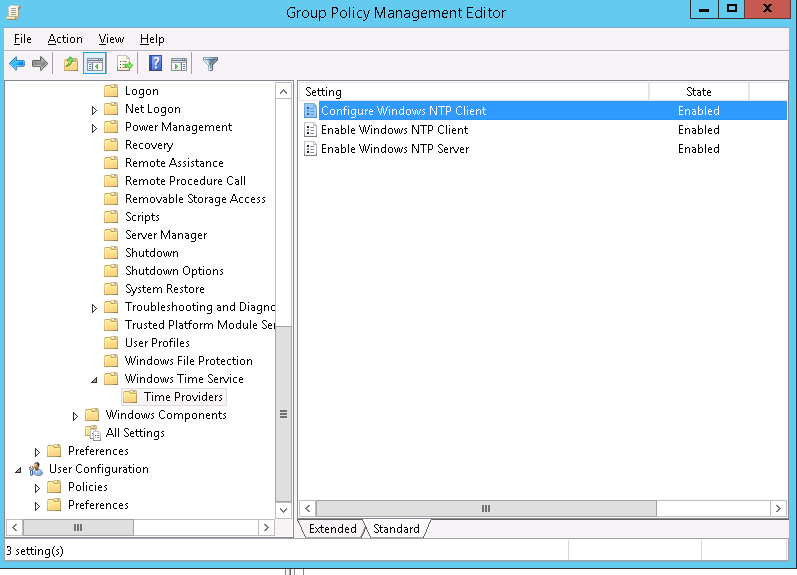 Group Policy Management Editor
File Action View Help
Logon
Net Logon
Power Management
Recovery
Remote Assistance
Remote Procedure Call
Removable Storage Access
Scripts
Server Manager
Shutdown
Shutdown Options
System Restore
Troubleshooting and Diagno
Trusted Platform Module Ser
User Profiles
Windows File Protection
Windows Time Service
Time Providers
Windows Components
All Settings
Preferences
User Configuration
Policies
Preferences
Setting State
Configure Windows NTP Client Enabled
Enable Windows NTP Client Enabled
Enable Windows NTP Server Enabled
Extended Standard
3 setting(s)